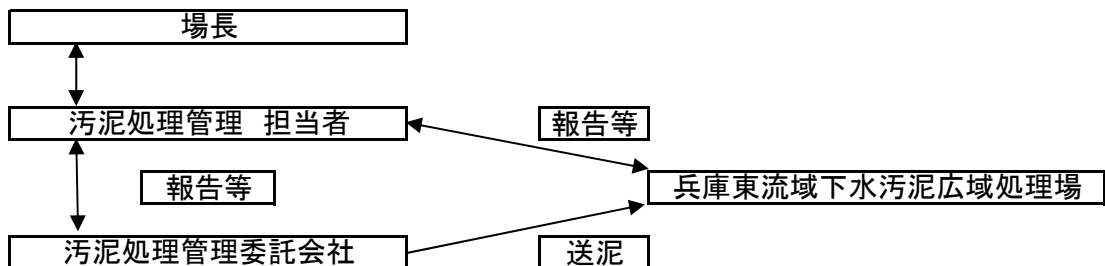 場長
汚泥処理管理　担当者
報告等
報告等
兵庫東流域下水汚泥広域処理場
汚泥処理管理委託会社
送泥